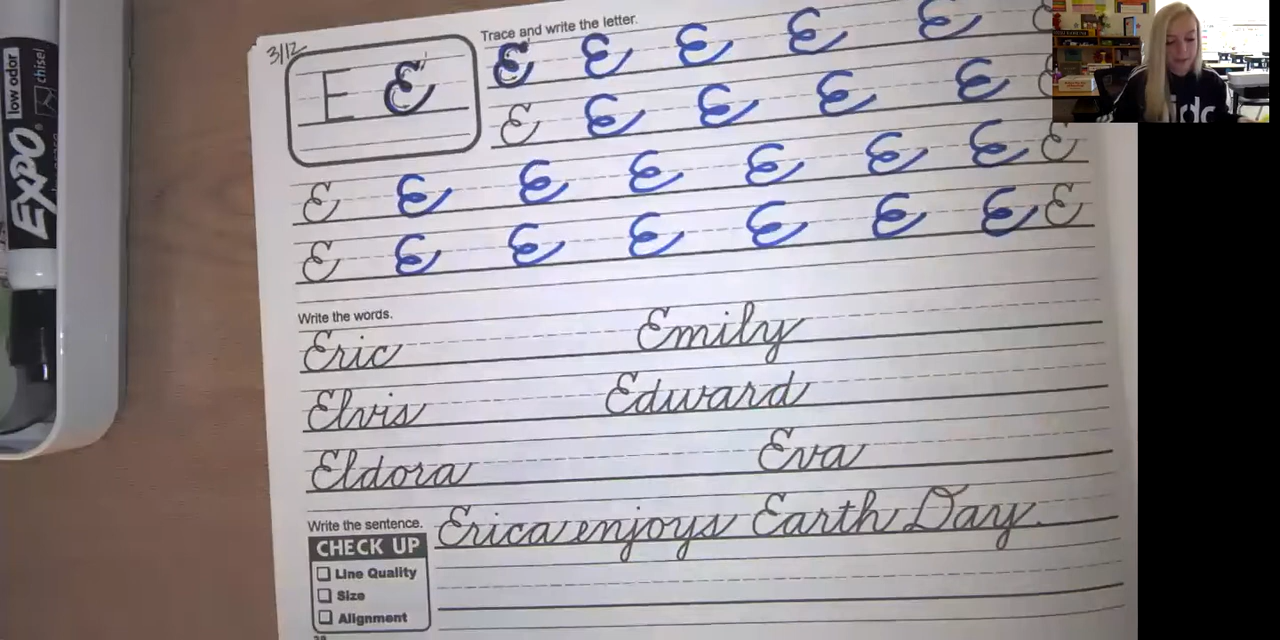 3/12
Trace and write the letter.
E E
E E E E E
E E E E E
E E E E E E E E
E E E E E E E E
Write the words.
Eric Emily
Elvis Edward
Eldora Eva
Write the sentence.
Erica enjoys Earth Day.
CHECK UP
Line Quality
Size
Alignment
EXPO®
low odor
chisel